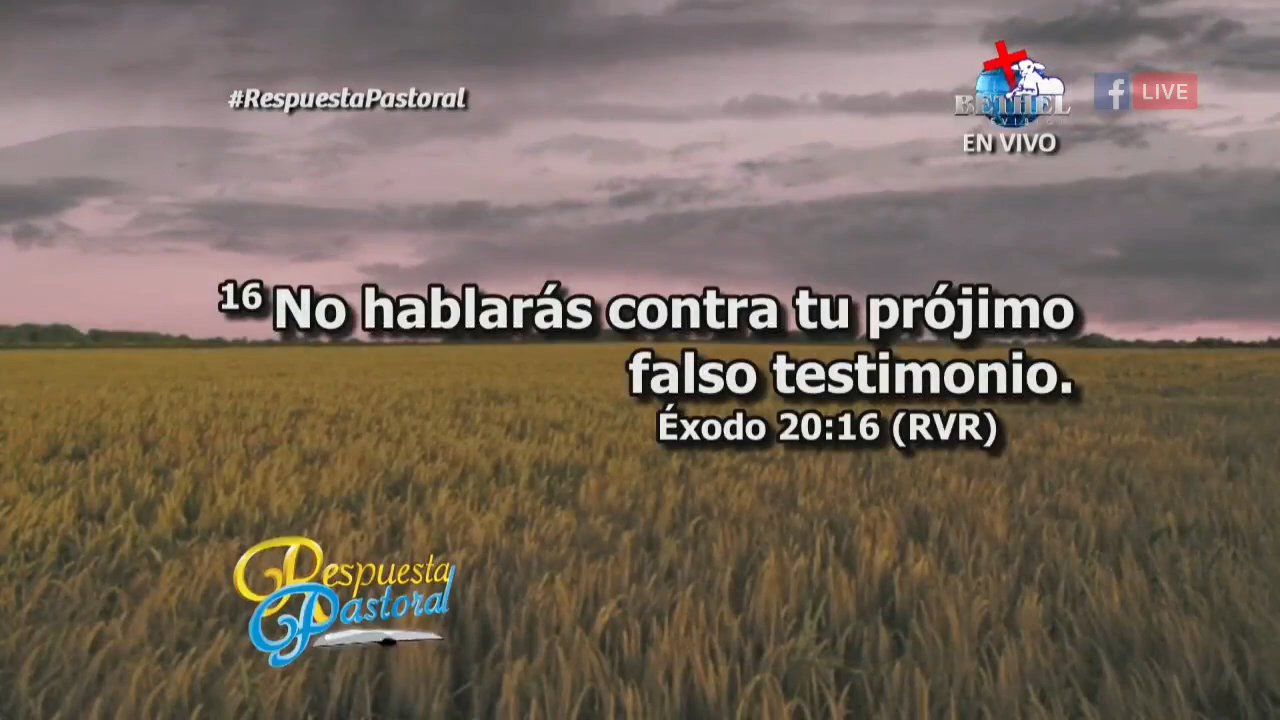 #RespuestaPastoral
BETHEL
EN VIVO
f LIVE
16 No hablarás contra tu prójimo
falso testimonio.
Éxodo 20:16 (RVR)
Respuesta
Pastoral